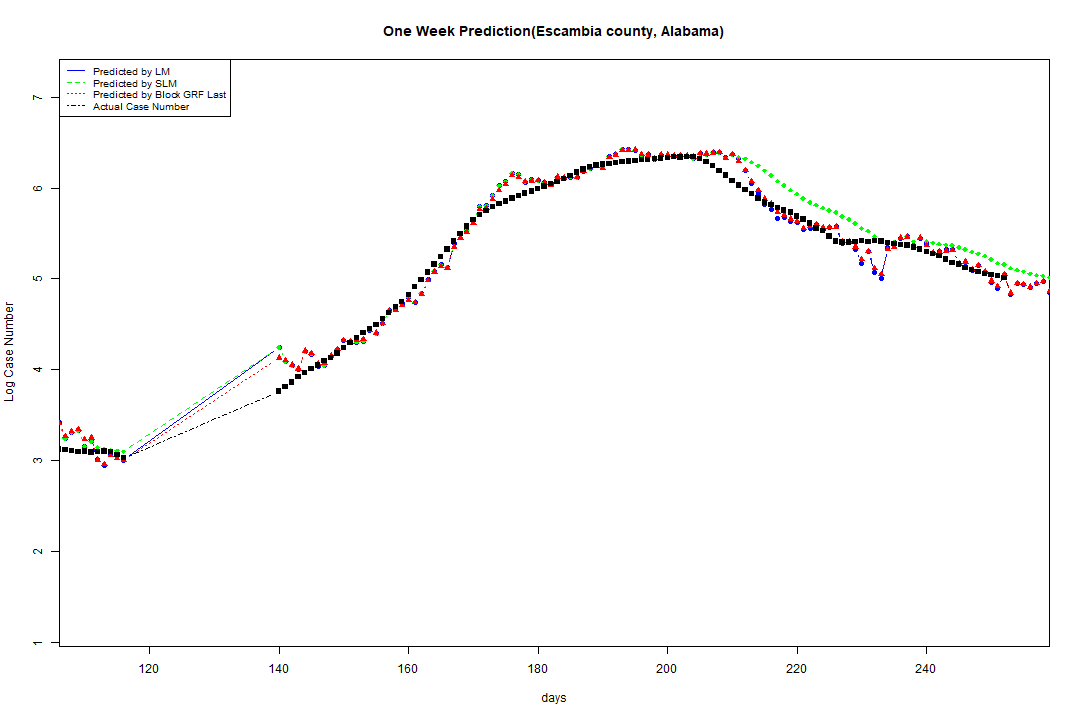 One Week Prediction(Escambia county, Alabama)
Predicted by LM
Predicted by SLM
Predicted by Block GRF Last
Actual Case Number
7
6
5
4
3
2
1
Log Case Number
120 140 160 180 200 220 240
days